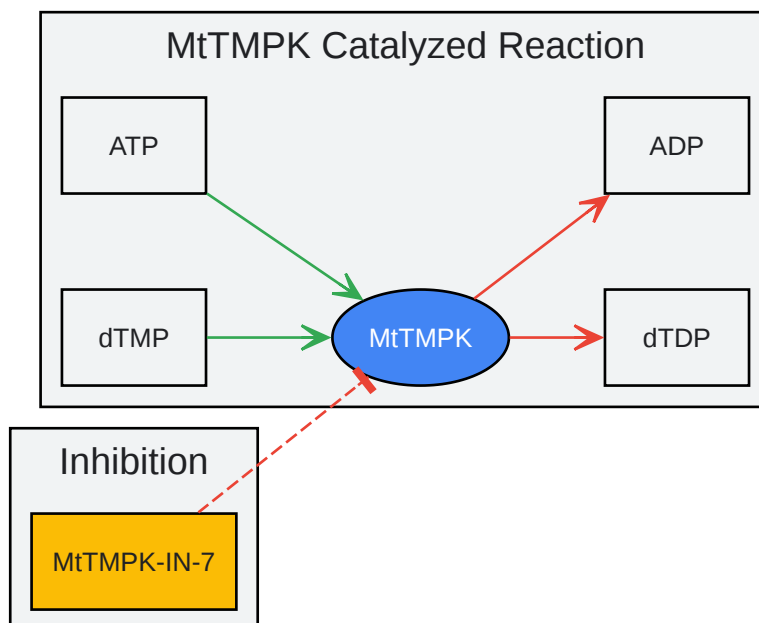 MtTMPK Catalyzed Reaction
ATP
ADP
dTMP
MtTMPK
dTDP
Inhibition
MtTMPK-IN-7